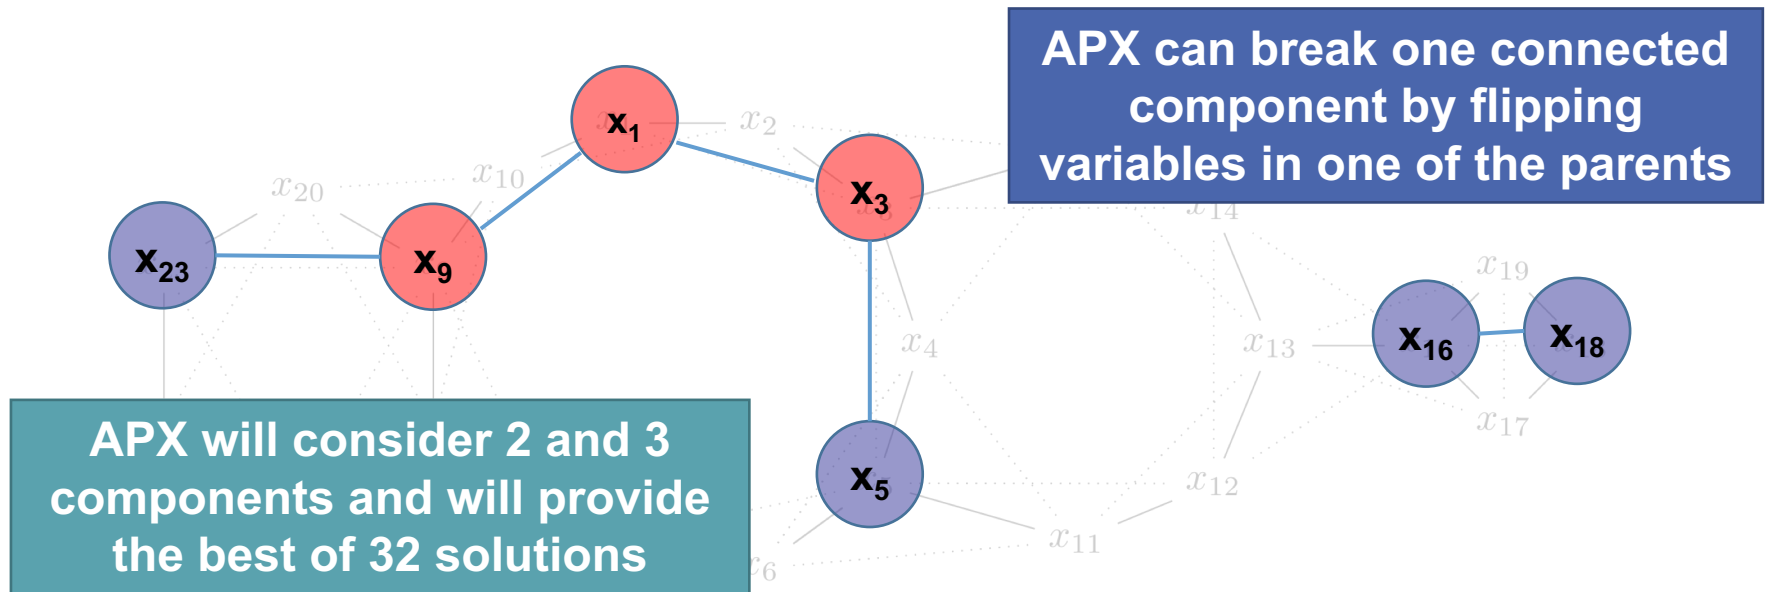 APX can break one connected
component by flipping
variables in one of the parents
x1
x2
x10
x20
x3
x14
x23
x9
x19
x16
x18
x4
x13
x17
APX will consider 2 and 3
components and will provide
the best of 32 solutions
x5
x12
x11
x6